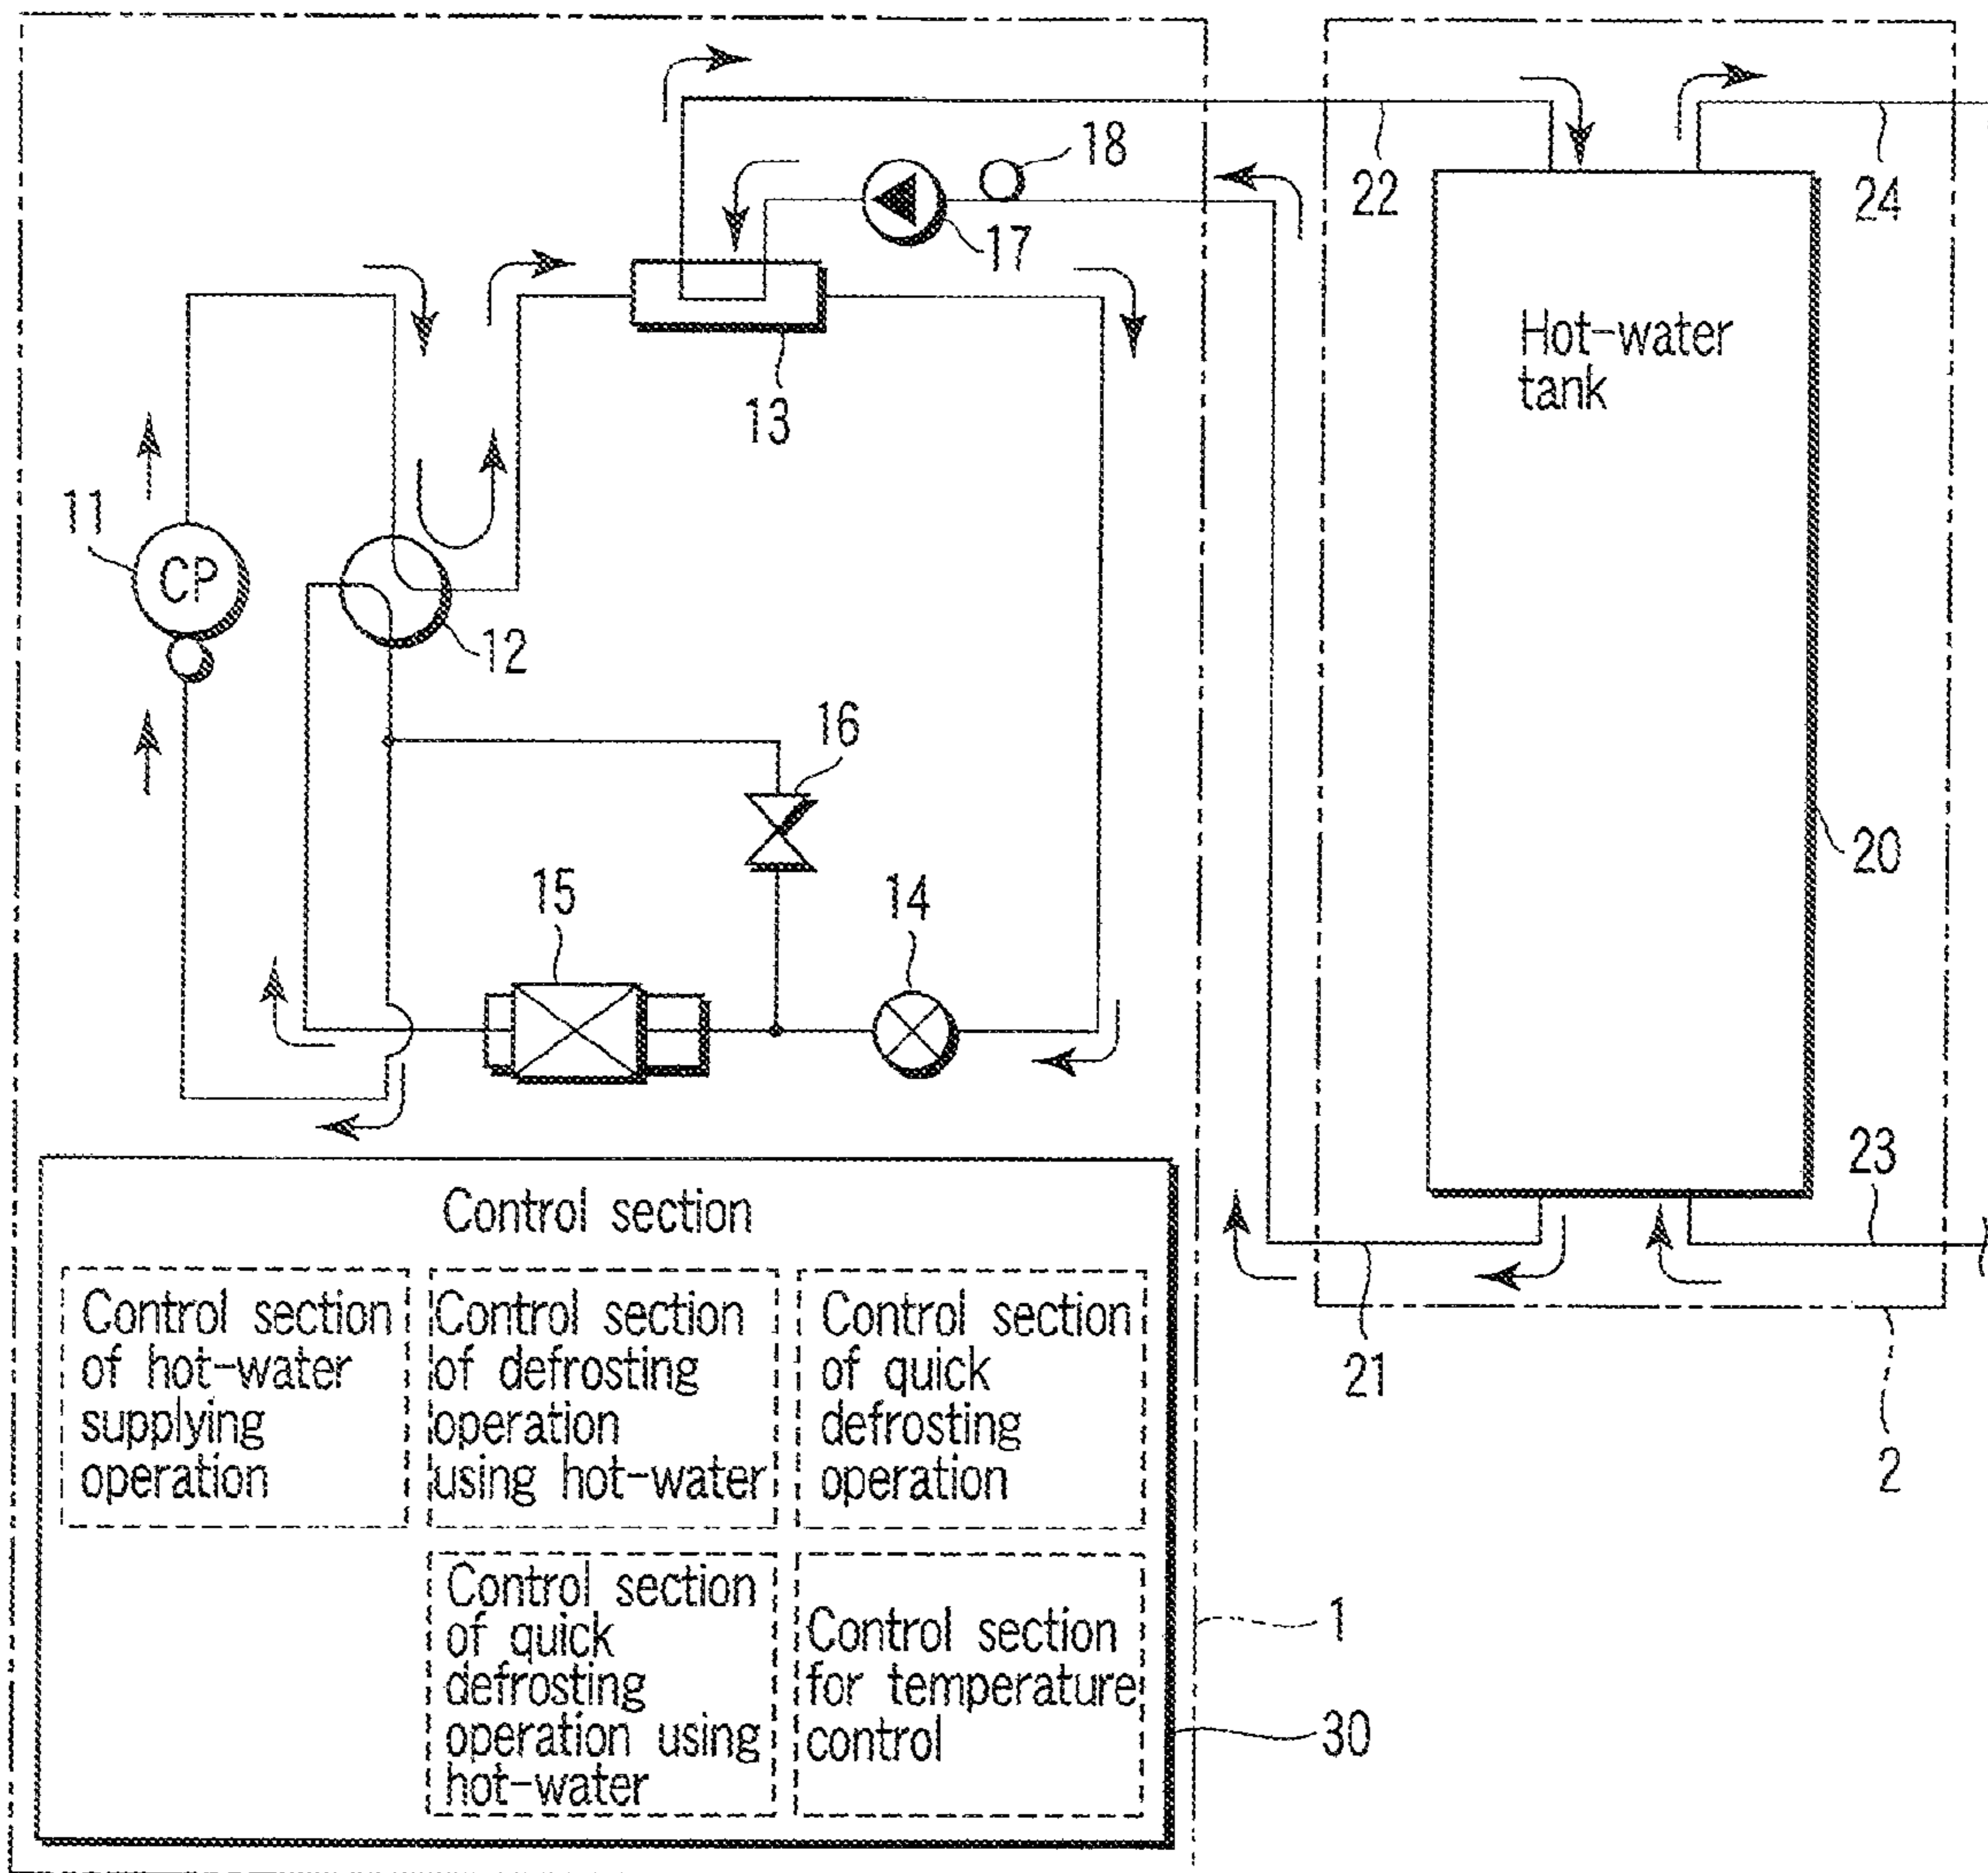 18
22
24
17
Hot-water
tank
13
11
CP
12
16
20
15
14
23
Control section
Control section
of hot-water
supplying
operation
Control section
of defrosting
operation
using hot-water
Control section
of quick
defrosting
operation
21
2
Control section
of quick
defrosting
operation using
hot-water
Control section
for temperature
control
1
30